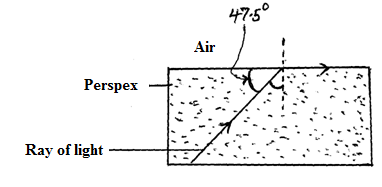 47.5°
Air
Perspex
Ray of light